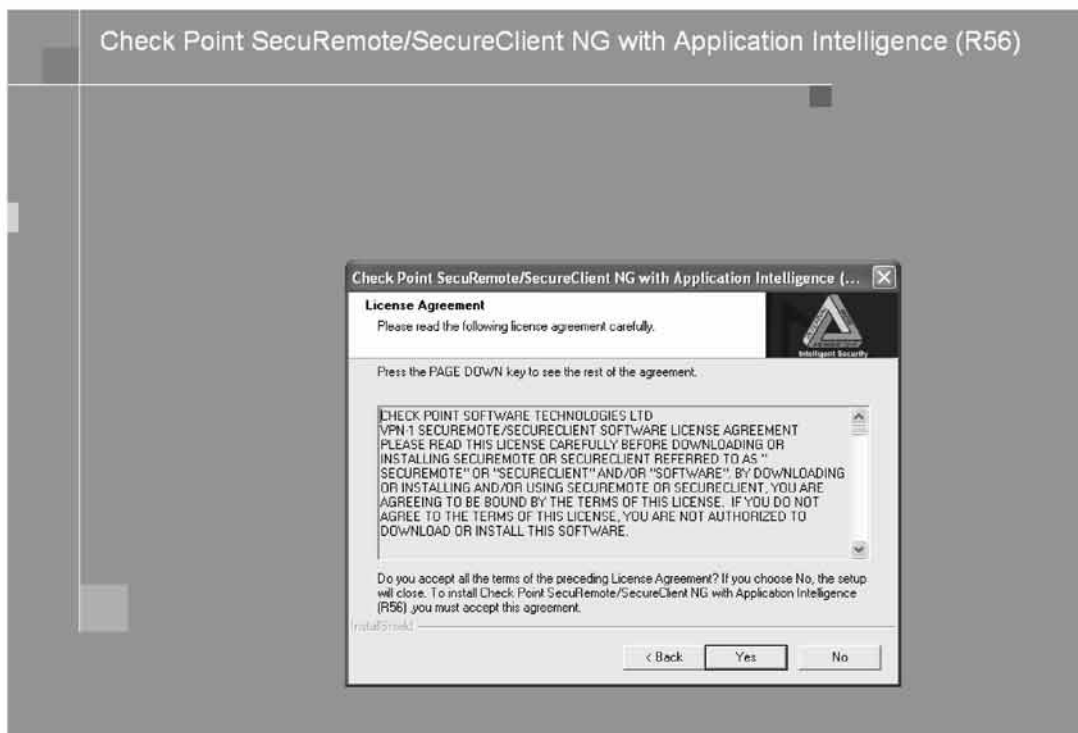 Check Point SecuRemote/SecureClient NG with Application Intelligence (R56)
Check Point SecuRemote/SecureClient NG with Application Intelligence (...
License Agreement
Please read the following license agreement carefully.
Intelligent Security
Press the PAGE DOWN key to see the rest of the agreement.
CHECK POINT SOFTWARE TECHNOLOGIES LTD
VPN-1 SECUREMOTE/SECURECLIENT SOFTWARE LICENSE AGREEMENT
PLEASE READ THIS LICENSE CAREFULLY BEFORE DOWNLOADING OR
INSTALLING SECUREMOTE OR SECURECLIENT REFERRED TO AS "
SECUREMOTE" OR "SECURECLIENT" AND/OR "SOFTWARE". BY DOWNLOADING
OR INSTALLING AND/OR USING SECUREMOTE OR SECURECLIENT, YOU ARE
AGREEING TO BE BOUND BY THE TERMS OF THIS LICENSE. IF YOU DO NOT
AGREE TO THE TERMS OF THIS LICENSE, YOU ARE NOT AUTHORIZED TO
DOWNLOAD OR INSTALL THIS SOFTWARE.
Do you accept all the terms of the preceding License Agreement? If you choose No, the setup
will close. To install Check Point SecuRemote/SecureClient NG with Application Intelligence
(R56) ,you must accept this agreement.
InstallShield
< Back
Yes
No